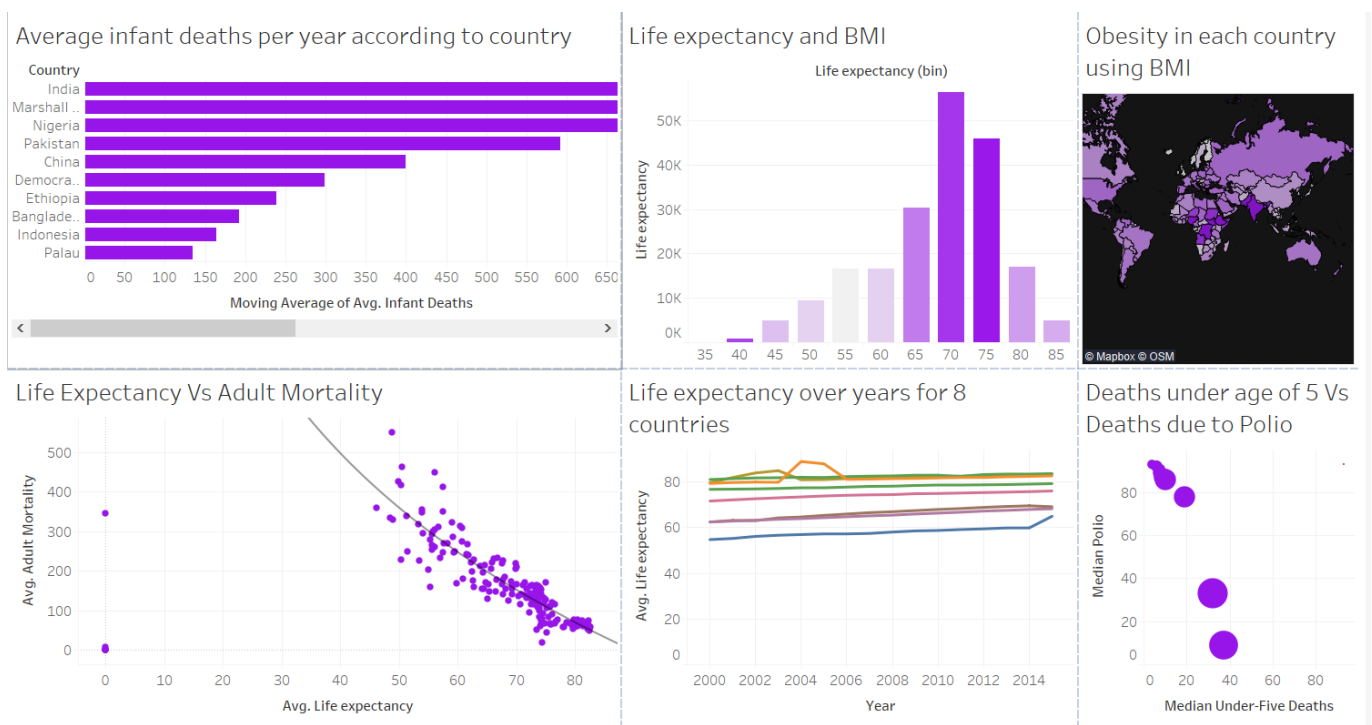 Average infant deaths per year according to country
Country
India
Marshall ..
Nigeria
Pakistan
China
Democra..
Ethiopia
Banglade..
Indonesia
Palau
0 50 100 150 200 250 300 350 400 450 500 550 600 650
Moving Average of Avg. Infant Deaths
Life expectancy and BMI
Life expectancy (bin)
Life expectancy
50K
40K
30K
20K
10K
0K
35 40 45 50 55 60 65 70 75 80 85
Obesity in each country
using BMI
© Mapbox © OSM
Life Expectancy Vs Adult Mortality
Avg. Adult Mortality
500
400
300
200
100
0
0 10 20 30 40 50 60 70 80
Avg. Life expectancy
Life expectancy over years for 8
countries
Avg. Life expectancy
80
60
40
20
0
2000 2002 2004 2006 2008 2010 2012 2014
Year
Deaths under age of 5 Vs
Deaths due to Polio
Median Polio
80
60
40
20
0
0 20 40 60 80
Median Under-Five Deaths